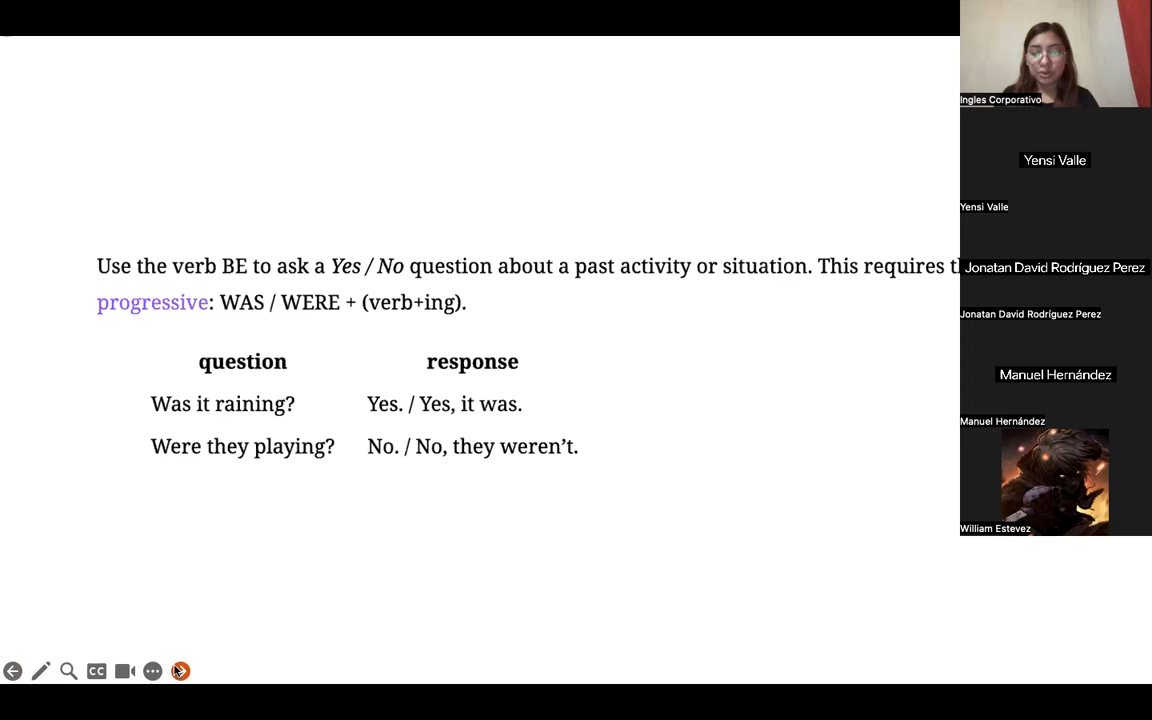 Use the verb BE to ask a Yes / No question about a past activity or situation. This requires
progressive: WAS / WERE + (verb+ing).
question response
Was it raining? Yes. / Yes, it was.
Were they playing? No. / No, they weren't.
Ingles Corporativo
Yensi Valle
Yensi Valle
Jonatan David Rodríguez Perez
Jonatan David Rodríguez Perez
Manuel Hernández
Manuel Hernández
William Estevez
CC